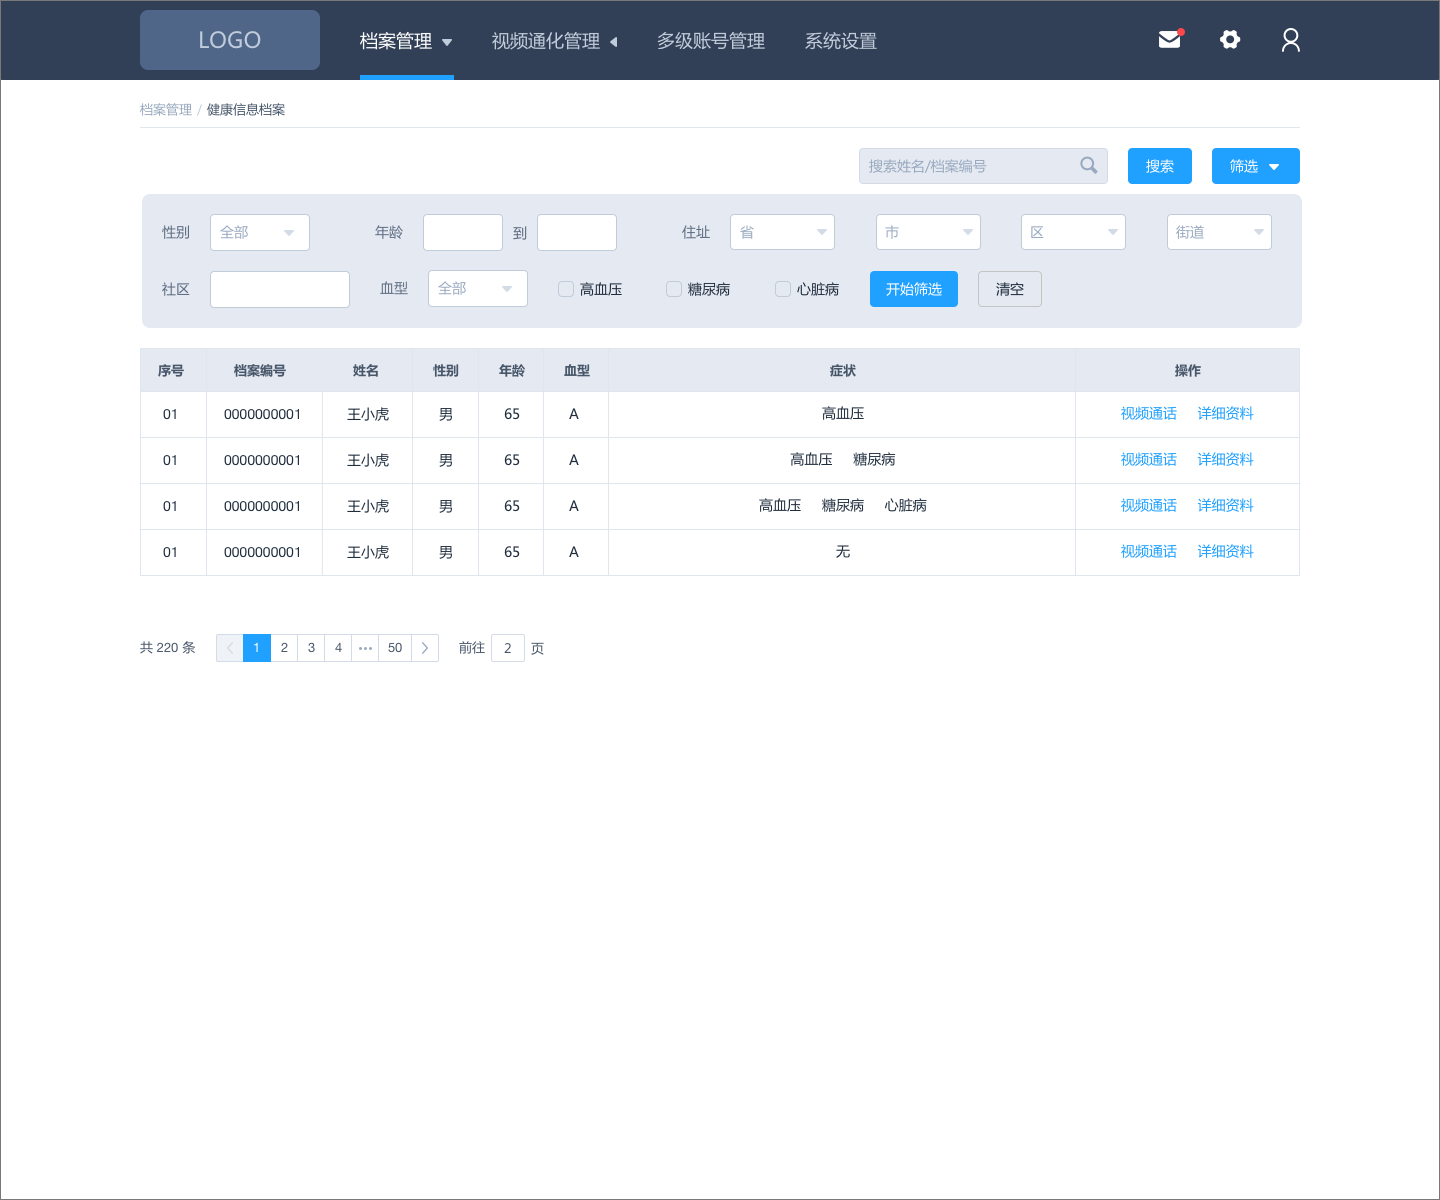 LOGO 档案管理 视频通化管理 多级账号管理 系统设置
档案管理 / 健康信息档案
搜索姓名/档案编号 搜索 筛选
性别 全部 年龄 到 住址 省 市 区 街道
社区 血型 全部 高血压 糖尿病 心脏病 开始筛选 清空
序号 档案编号 姓名 性别 年龄 血型 症状 操作
01 0000000001 王小虎 男 65 A 高血压 视频通话 详细资料
01 0000000001 王小虎 男 65 A 高血压 糖尿病 视频通话 详细资料
01 0000000001 王小虎 男 65 A 高血压 糖尿病 心脏病 视频通话 详细资料
01 0000000001 王小虎 男 65 A 无 视频通话 详细资料
共 220 条 1 2 3 4 ••• 50 前往 2 页